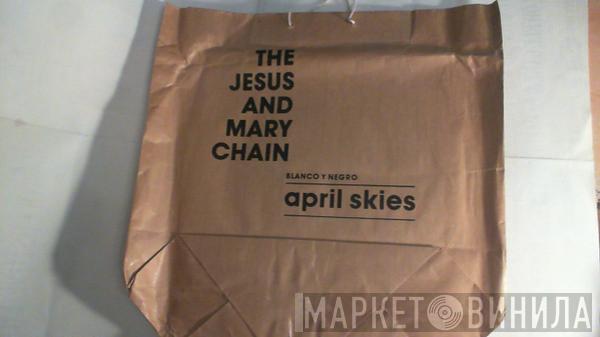 THE
JESUS
AND
MARY
CHAIN
BLANCO Y NEGRO
april skies
МАРКЕТ ВИНИЛА